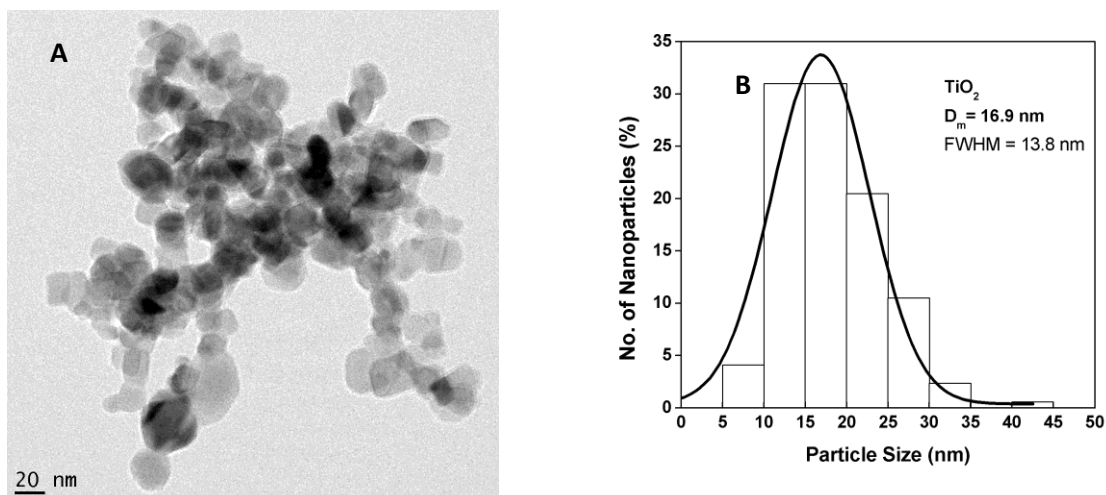 A
20 nm
B
TiO₂
Dₘ= 16.9 nm
FWHM = 13.8 nm
No. of Nanoparticles (%)
35
30
25
20
15
10
5
0
0 5 10 15 20 25 30 35 40 45 50
Particle Size (nm)